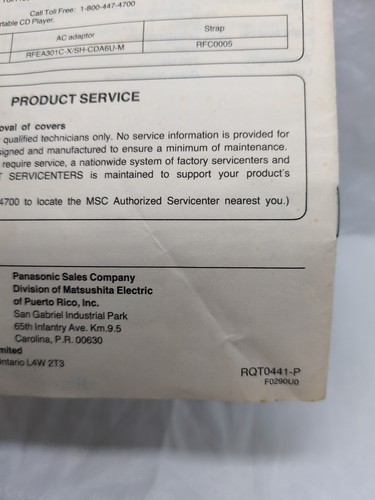 Call Toll Free: 1-800-447-4700
rtable CD Player.
AC adaptor Strap
RFEA301C-X/SH-CDA6U-M RFC0005
PRODUCT SERVICE
oval of covers
qualified technicians only. No service information is provided for
signed and manufactured to ensure a minimum of maintenance.
require service, a nationwide system of factory servicenters and
T SERVICENTERS is maintained to support your product's
4700 to locate the MSC Authorized Servicenter nearest you.)
Panasonic Sales Company
Division of Matsushita Electric
of Puerto Rico, Inc.
San Gabriel Industrial Park
65th Infantry Ave. Km.9.5
Carolina, P.R. 00630
mited
ntario L4W 2T3
RQT0441-P
F0290U0